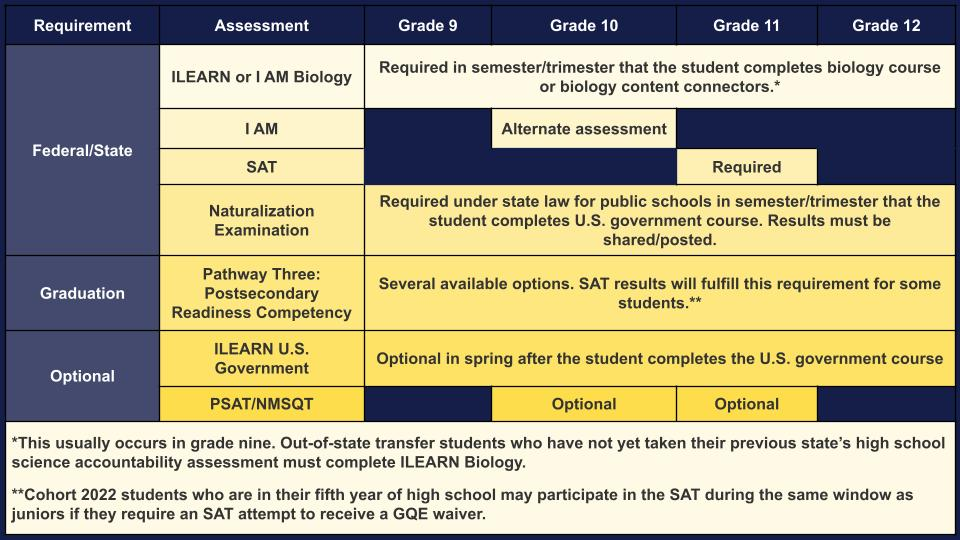 Requirement Assessment Grade 9 Grade 10 Grade 11 Grade 12
Federal/State
ILEARN or I AM Biology
Required in semester/trimester that the student completes biology course
or biology content connectors.*
I AM
Alternate assessment
SAT
Required
Naturalization
Examination
Required under state law for public schools in semester/trimester that the
student completes U.S. government course. Results must be
shared/posted.
Graduation
Pathway Three:
Postsecondary
Readiness Competency
Several available options. SAT results will fulfill this requirement for some
students.**
Optional
ILEARN U.S.
Government
Optional in spring after the student completes the U.S. government course
PSAT/NMSQT
Optional
Optional
*This usually occurs in grade nine. Out-of-state transfer students who have not yet taken their previous state’s high school
science accountability assessment must complete ILEARN Biology.
**Cohort 2022 students who are in their fifth year of high school may participate in the SAT during the same window as
juniors if they require an SAT attempt to receive a GQE waiver.